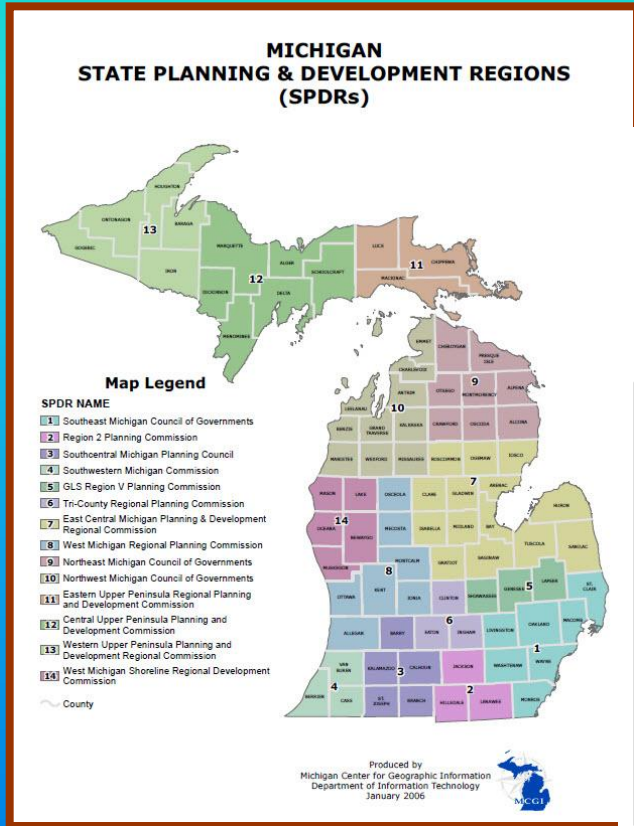 MICHIGAN
STATE PLANNING & DEVELOPMENT REGIONS
(SPDRs)
HOUGHTON
ONTONAGON
BARAGA
GOGEBIC
13
MARQUETTE
LUCE
IRON
ALGER
CHIPPEWA
11
12
SCHOOLCRAFT
MACKINAC
DICKINSON
DELTA
MENOMINEE
EMMET
CHEBOYGAN
PRESQUE
ISLE
CHARLEVOIX
Map Legend
SPDR NAME
1 Southeast Michigan Council of Governments
2 Region 2 Planning Commission
3 Southcentral Michigan Planning Council
4 Southwestern Michigan Commission
5 GLS Region V Planning Commission
6 Tri-County Regional Planning Commission
7 East Central Michigan Planning & Development
Regional Commission
8 West Michigan Regional Planning Commission
9 Northeast Michigan Council of Governments
10 Northwest Michigan Council of Governments
11 Eastern Upper Peninsula Regional Planning
and Development Commission
12 Central Upper Peninsula Planning and
Development Commission
13 Western Upper Peninsula Planning and
Development Regional Commission
14 West Michigan Shoreline Regional Development
Commission
County
ANTRIM
OTSEGO
9
MONTMORENCY
ALPENA
LEELANAU
10
BENZIE
GRAND
TRAVERSE
KALKASKA
CRAWFORD
OSCODA
ALCONA
MANISTEE
WEXFORD
MISSAUKEE
ROSCOMMON
OGEMAW
IOSCO
7
MASON
LAKE
OSCEOLA
CLARE
GLADWIN
ARENAC
HURON
14
OCEANA
NEWAYGO
MECOSTA
ISABELLA
MIDLAND
BAY
TUSCOLA
SANILAC
MUSKEGON
MONTCALM
GRATIOT
SAGINAW
8
OTTAWA
KENT
IONIA
CLINTON
SHIAWASSEE
GENESEE
5
LAPEER
ST.
CLAIR
6
ALLEGAN
BARRY
EATON
INGHAM
LIVINGSTON
OAKLAND
MACOMB
1
VAN
BUREN
KALAMAZOO
3
CALHOUN
JACKSON
WASHTENAW
WAYNE
4
BERRIEN
CASS
ST.
JOSEPH
BRANCH
HILLSDALE
2
LENAWEE
MONROE
Produced by
Michigan Center for Geographic Information
Department of Information Technology
January 2006
MCGI